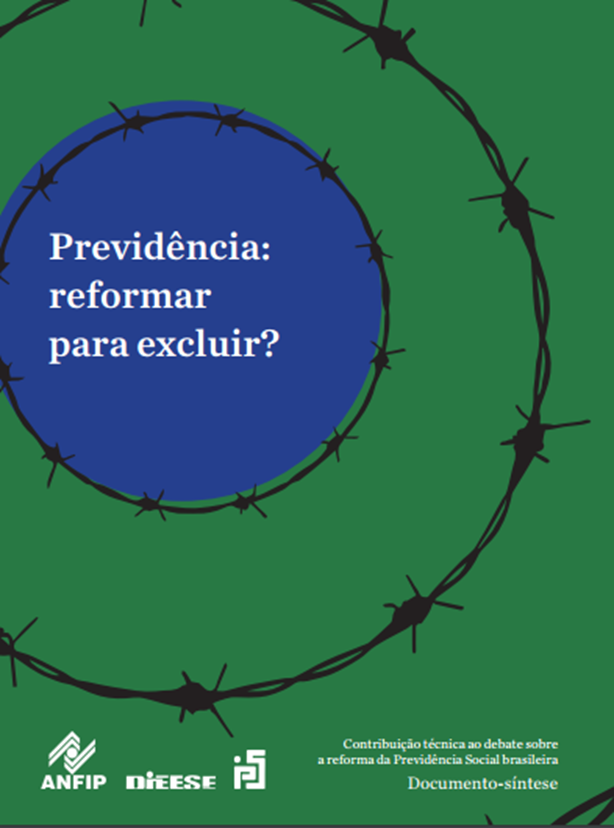 Previdência:
reformar
para excluir?
Contribuição técnica ao debate sobre
a reforma da Previdência Social brasileira
Documento-síntese
ANFIP
DIEESE